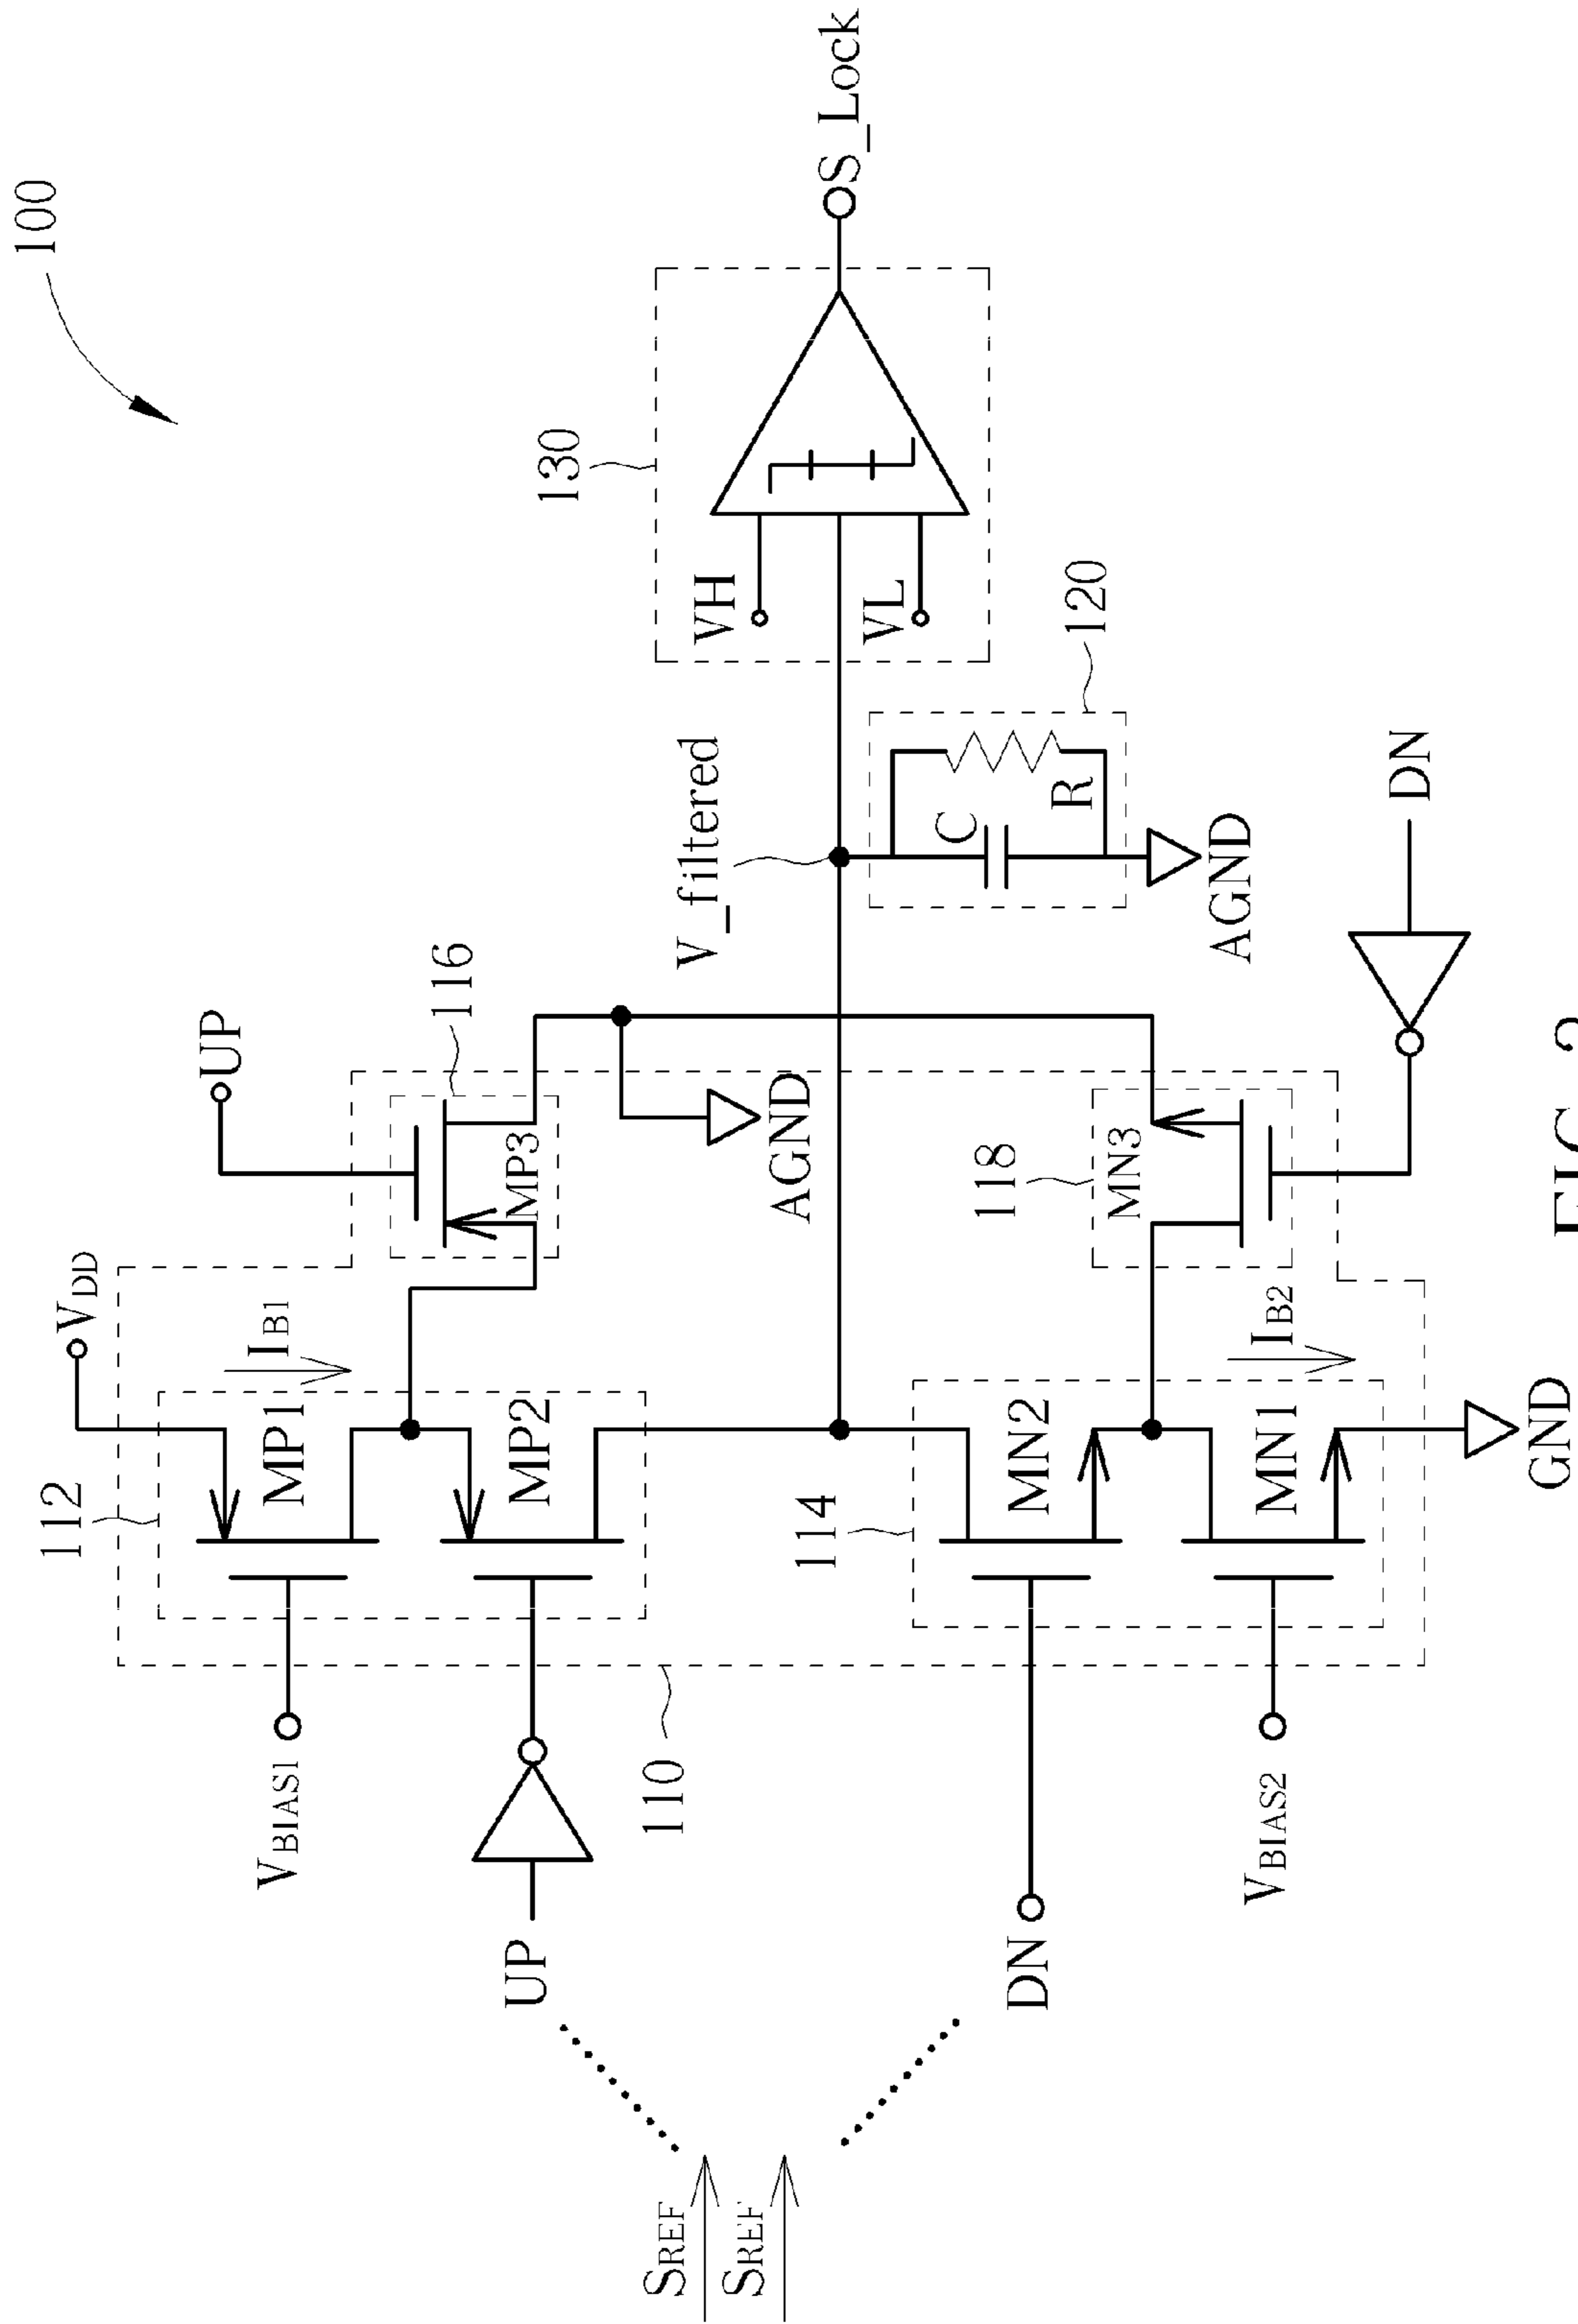 100
VDD
112
IB1
MP1
VBIAS1
UP
116
MP3
MP2
UP
110
AGND
V_filtered
130
VH
VL
S_Lock
SREF
SREF
114
MN2
DN
118
MN3
C
R
120
AGND
MN1
IB2
VBIAS2
GND
DN